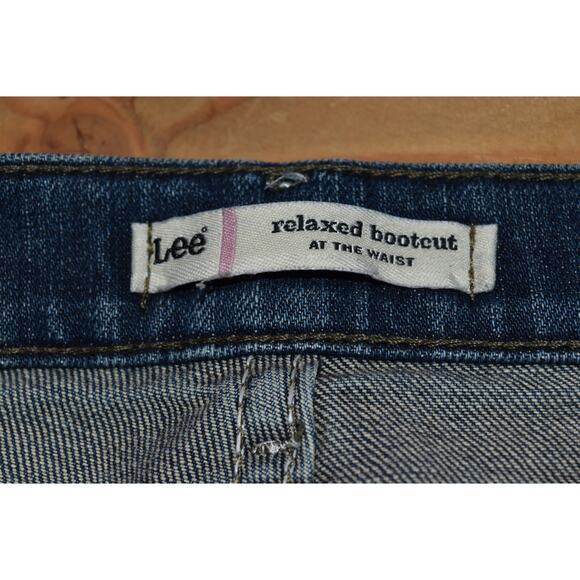 Lee®
relaxed bootcut
AT THE WAIST